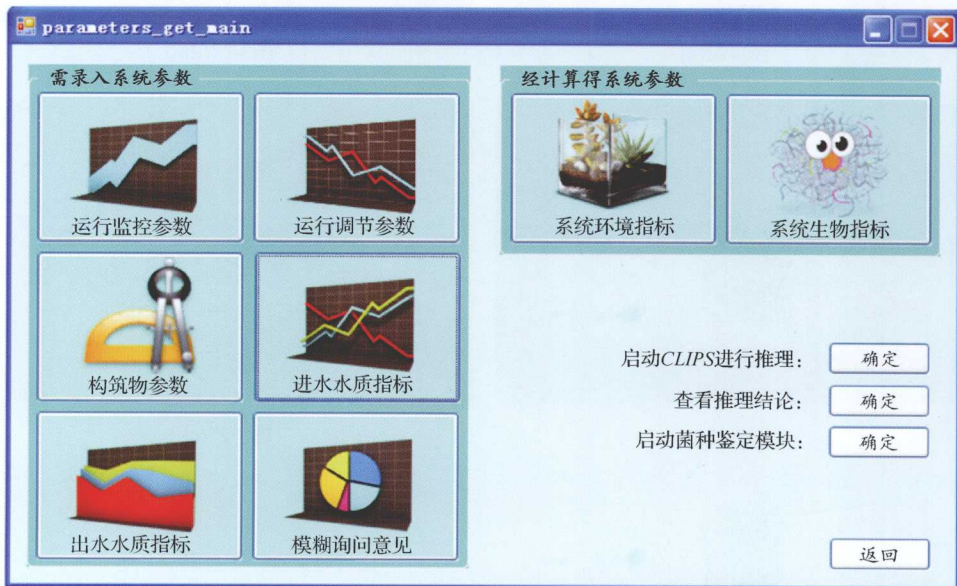 parameters_get_main
需录入系统参数
运行监控参数
运行调节参数
构筑物参数
进水水质指标
出水水质指标
模糊询问意见
经计算得系统参数
系统环境指标
系统生物指标
启动CLIPS进行推理：
确定
查看推理结论：
确定
启动菌种鉴定模块：
确定
返回